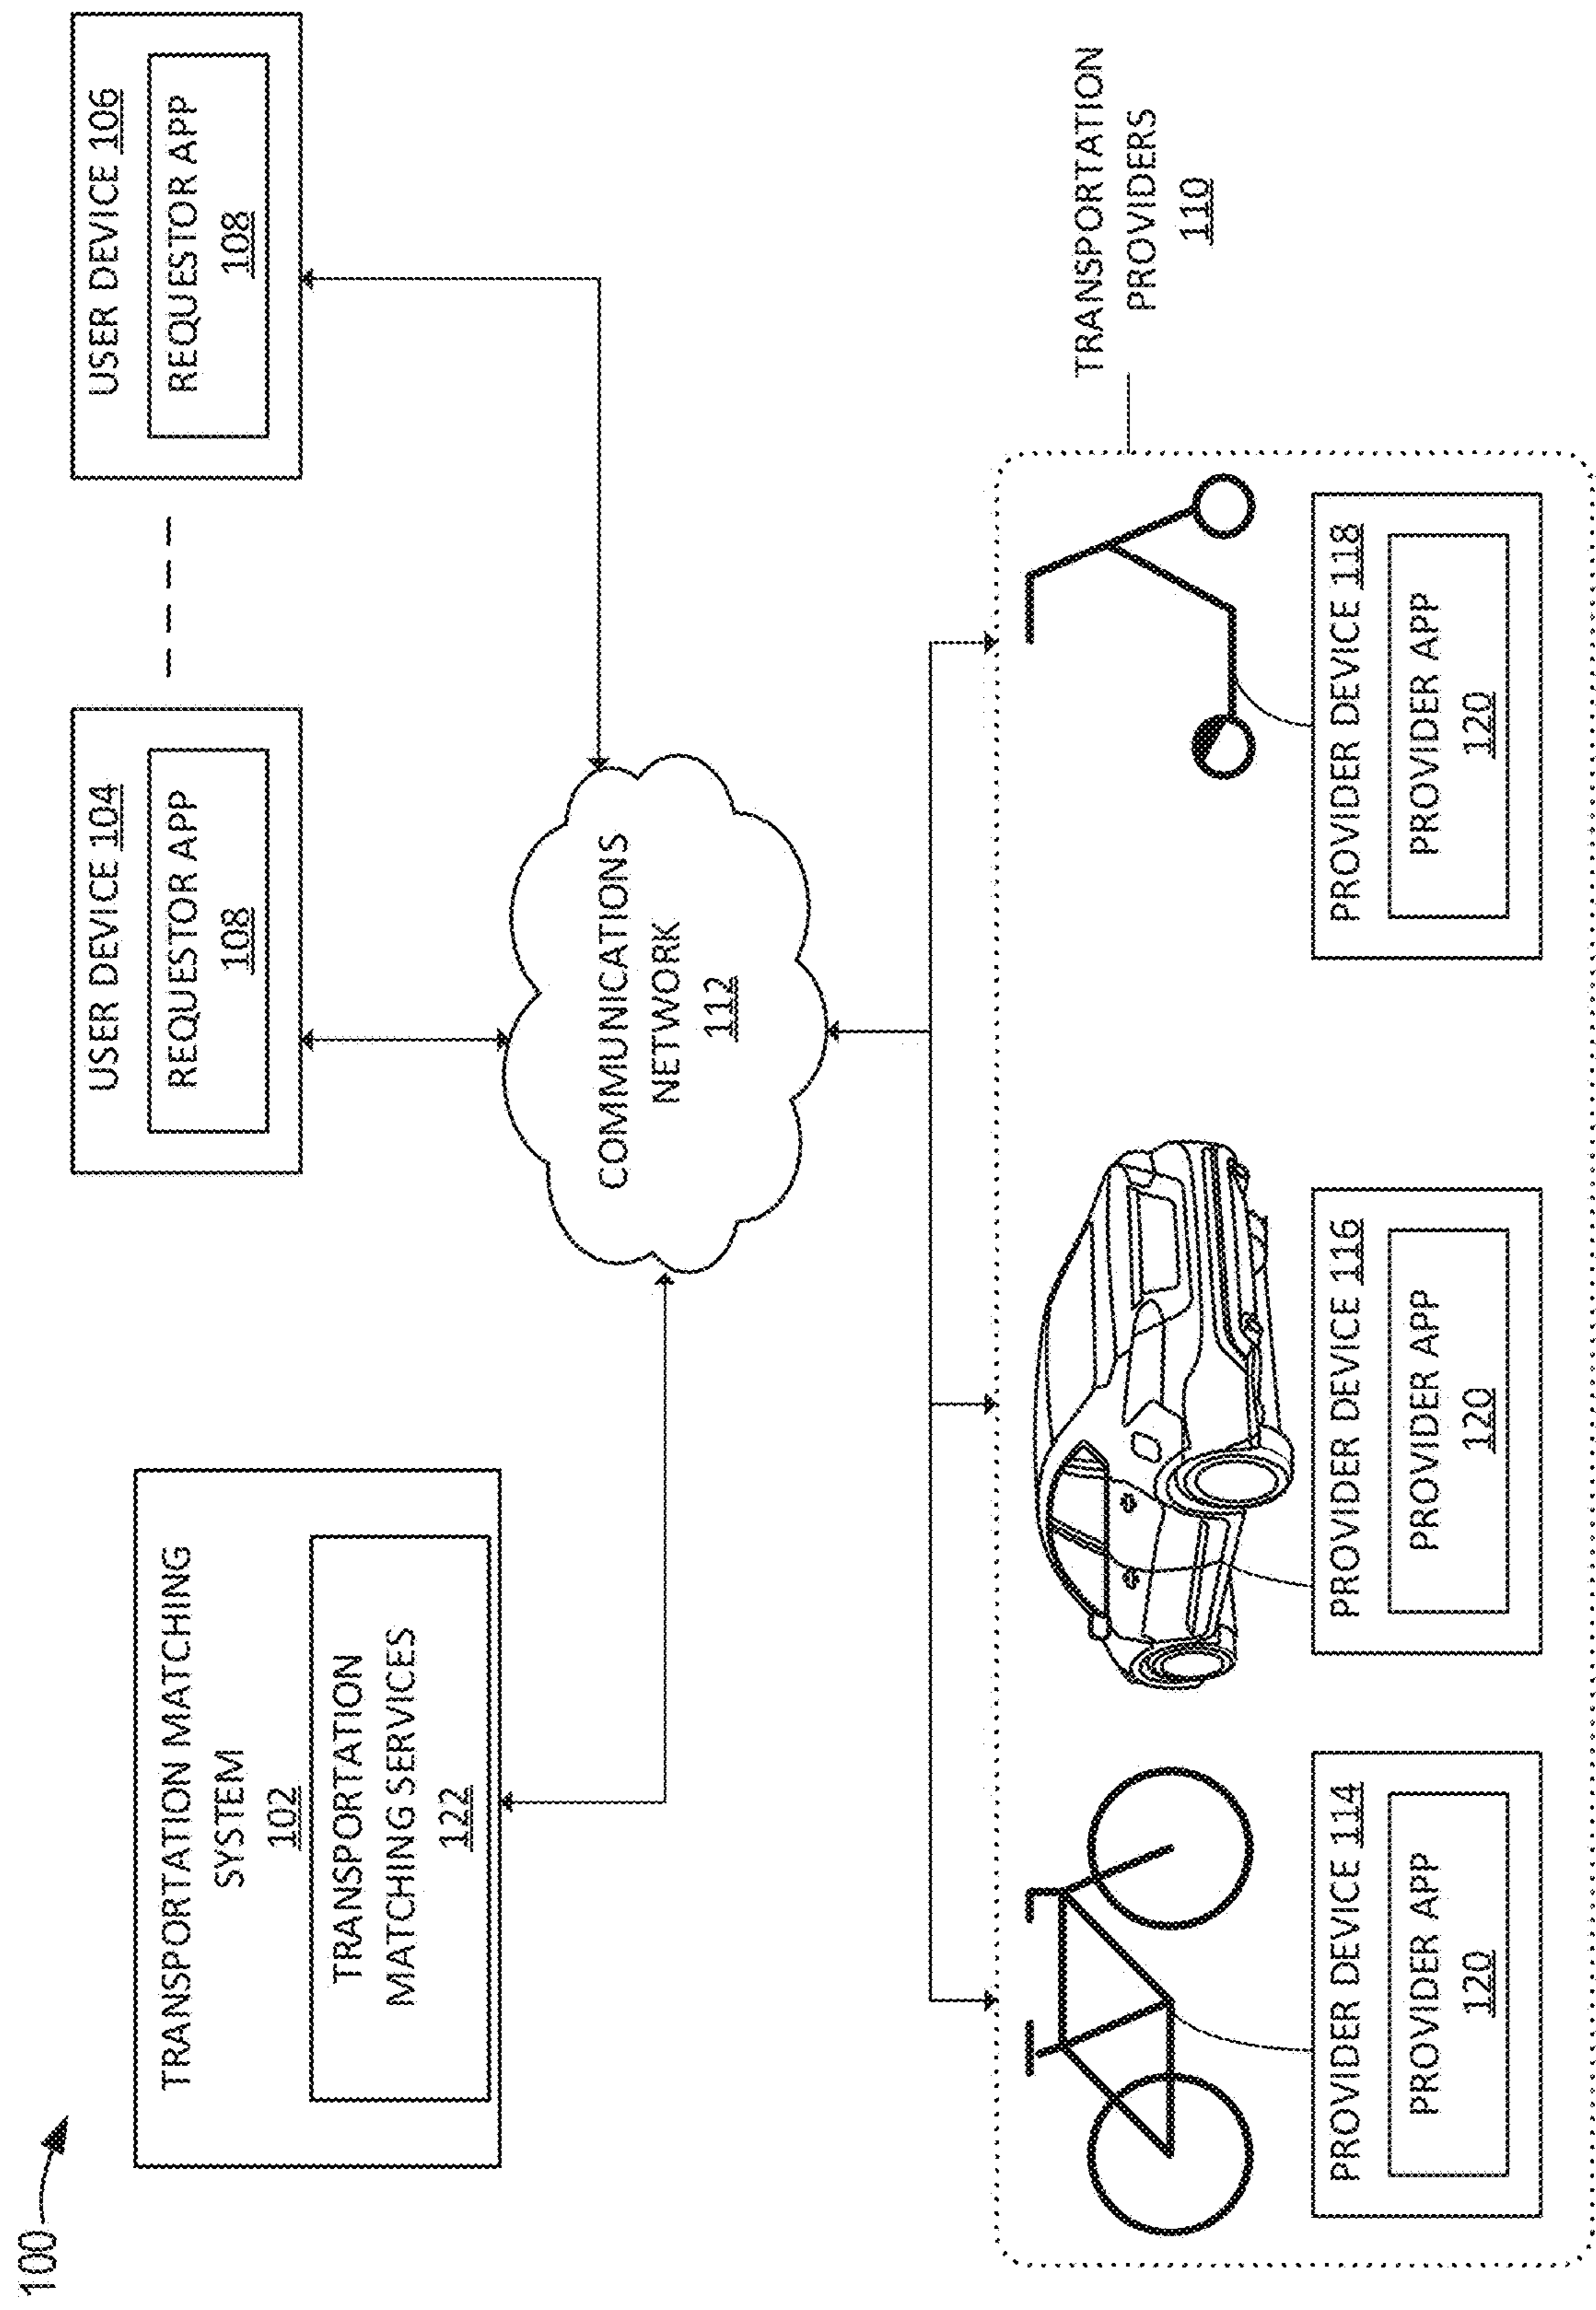 100
TRANSPORTATION MATCHING
SYSTEM
102
TRANSPORTATION
MATCHING SERVICES
122
USER DEVICE 104
REQUESTOR APP
108
USER DEVICE 106
REQUESTOR APP
108
COMMUNICATIONS
NETWORK
112
TRANSPORTATION
PROVIDERS
110
PROVIDER DEVICE 114
PROVIDER APP
120
PROVIDER DEVICE 116
PROVIDER APP
120
PROVIDER DEVICE 118
PROVIDER APP
120